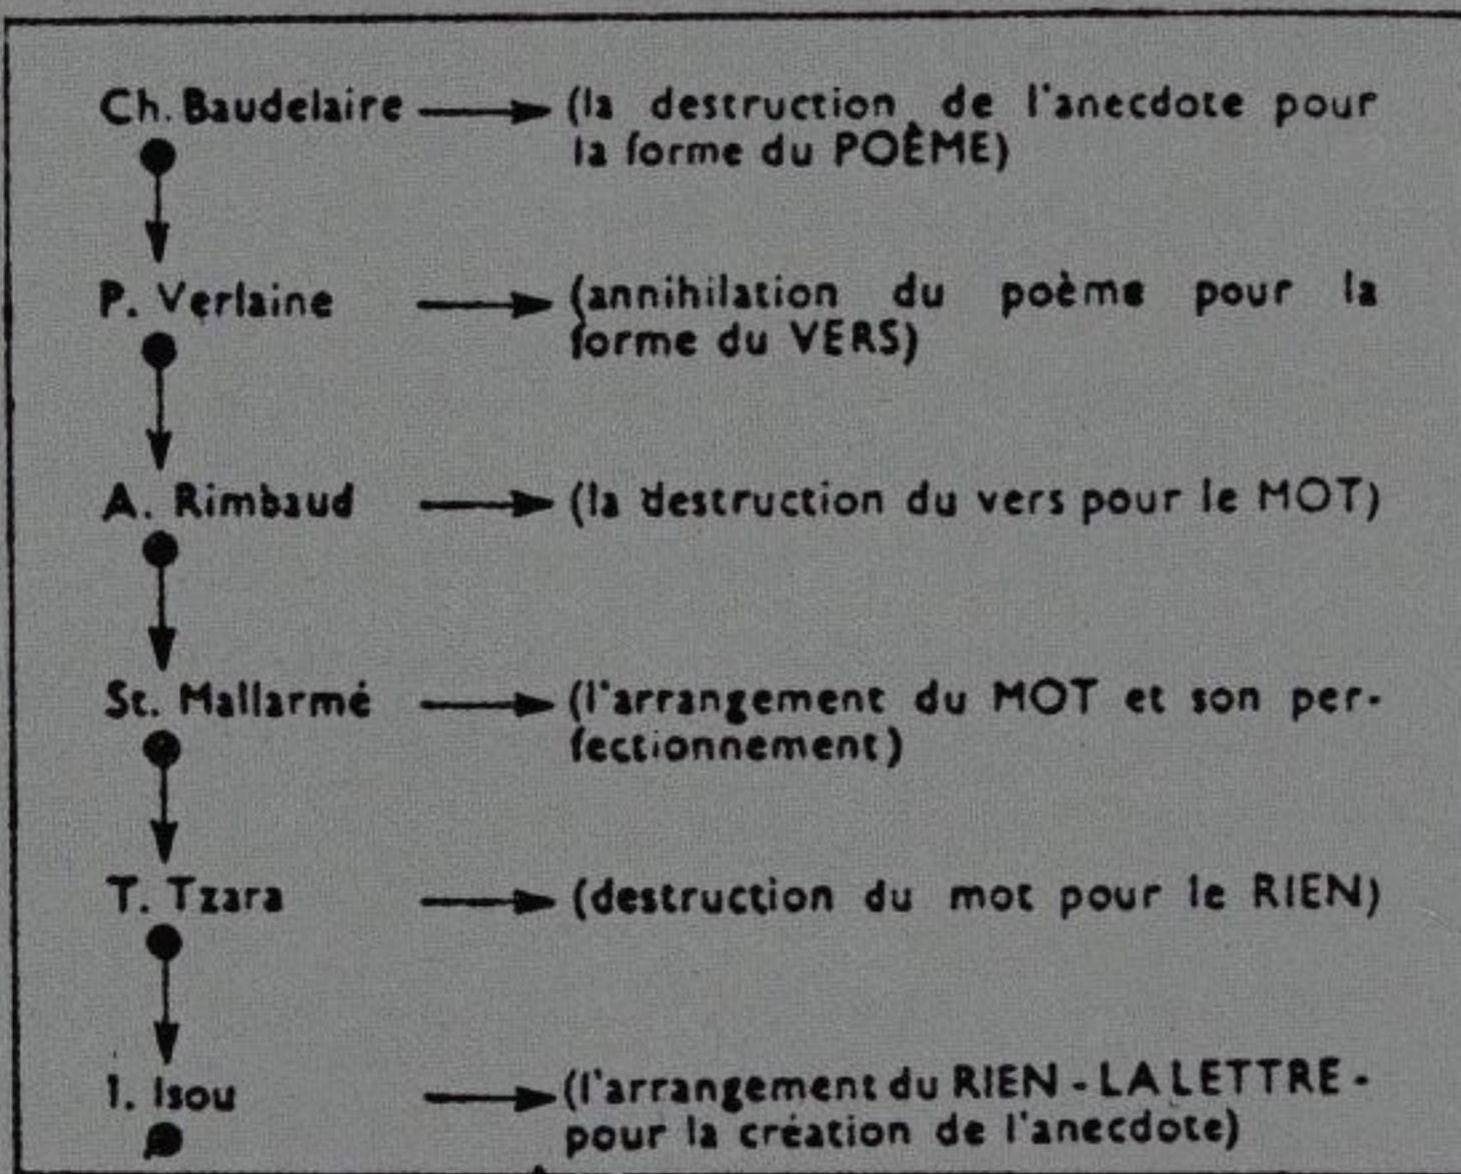 Ch. Baudelaire (la destruction de l'anecdote pour
la forme du POÈME)
P. Verlaine (annihilation du poème pour la
forme du VERS)
A. Rimbaud (la destruction du vers pour le MOT)
St. Mallarmé (l'arrangement du MOT et son per-
fectionnement)
T. Tzara (destruction du mot pour le RIEN)
I. Isou (l'arrangement du RIEN - LA LETTRE -
pour la création de l'anecdote)